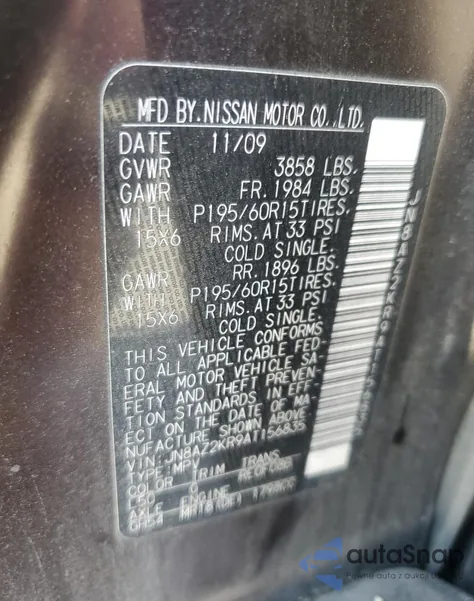 MFD BY.NISSAN MOTOR CO.,LTD.
DATE 11/09
GVWR 3858 LBS.
GAWR FR. 1984 LBS.
WITH P195/60R15TIRES.
15X6 RIMS.AT 33 PSI
COLD SINGLE.
GAWR RR. 1896 LBS.
WITH P195/60R15TIRES.
15X6 RIMS.AT 33 PSI
COLD SINGLE.
THIS VEHICLE CONFORMS
TO ALL APPLICABLE FED-
ERAL MOTOR VEHICLE SA-
FETY AND THEFT PREVEN-
TION STANDARDS IN EFF-
ECT ON THE DATE OF MA-
NUFACTURE SHOWN ABOVE
VIN:JN8AZ2KR9AT156835
TYPE:MPV
COLOR TRIM TRANS
AXLE ENGINE
JN8AZ2KR9AT156835
autoSnap